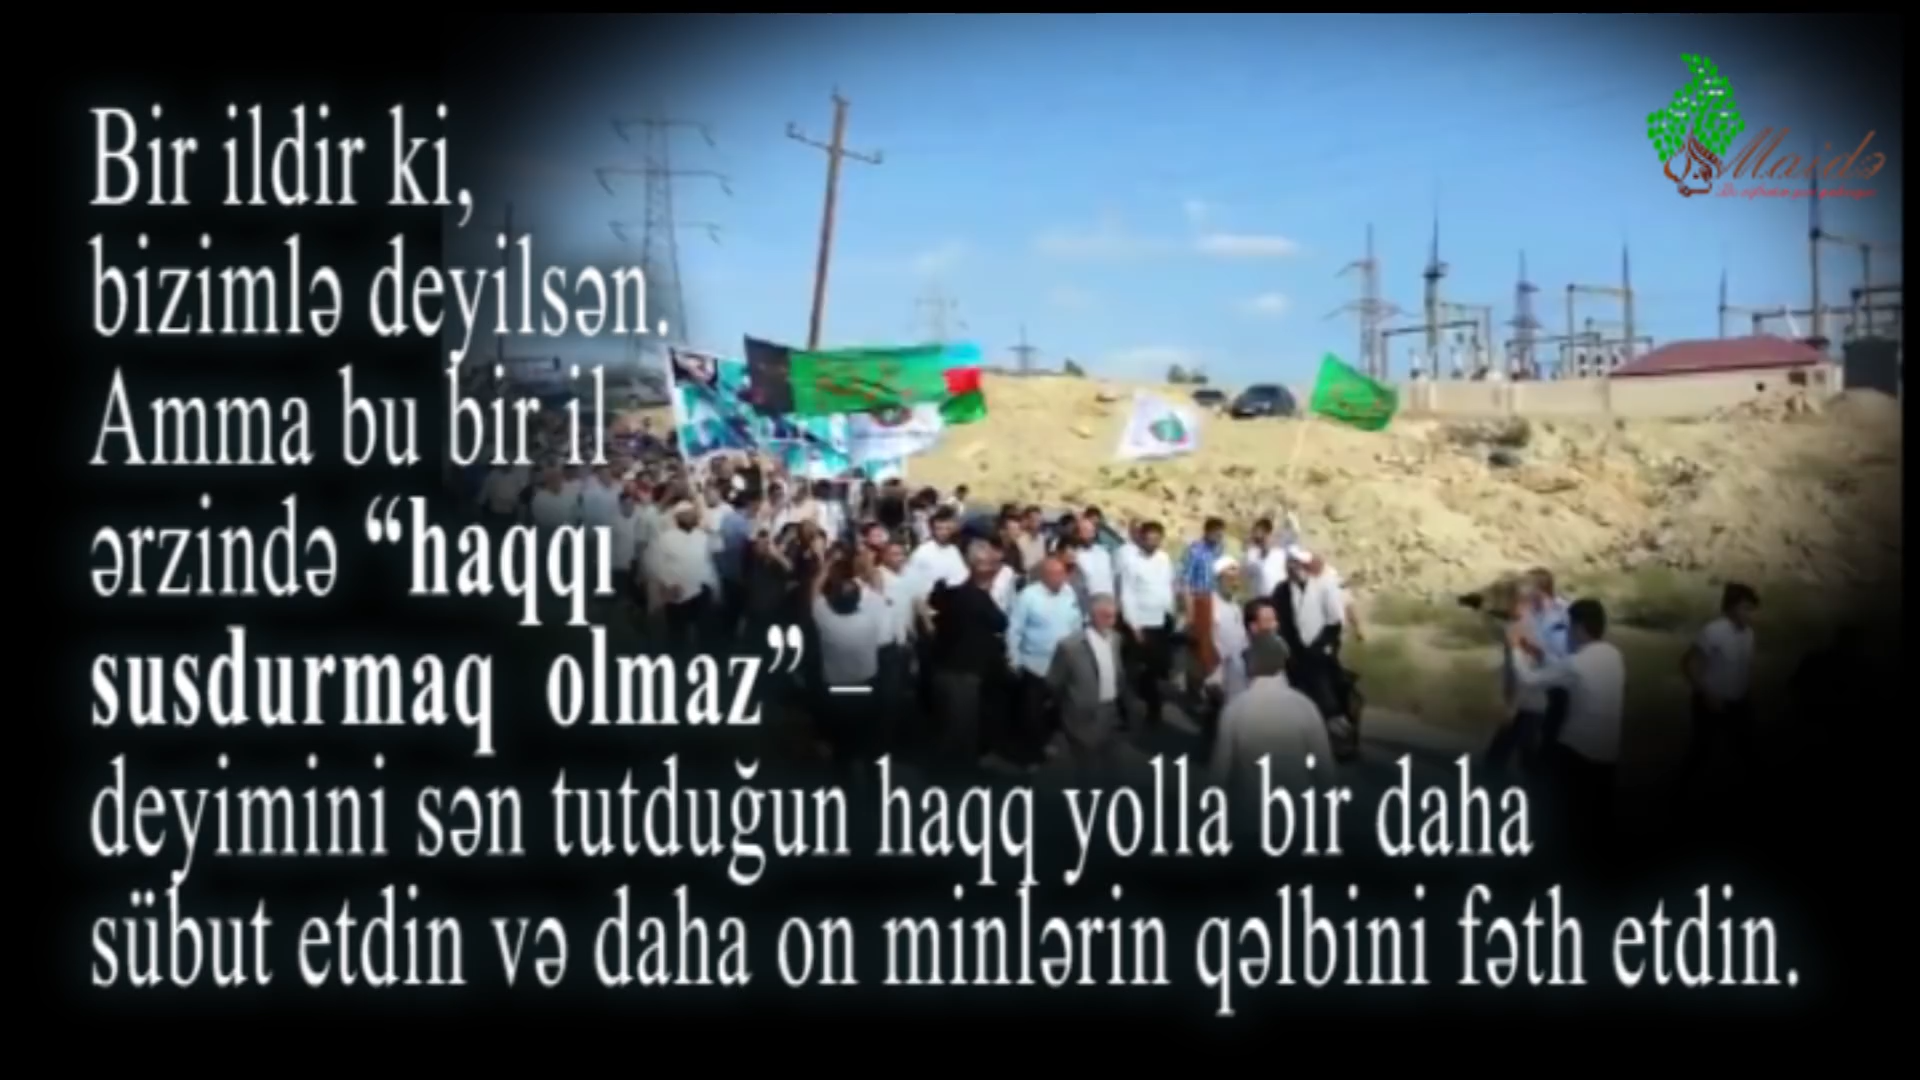 Bir ildir ki,
bizimlə deyilsən.
Amma bu bir il
ərzində “haqqı
susdurmaq olmaz” –
deyimini sən tutduğun haqq yolla bir daha
sübut etdin və daha on minlərin qəlbini fəth etdin.
Maidə